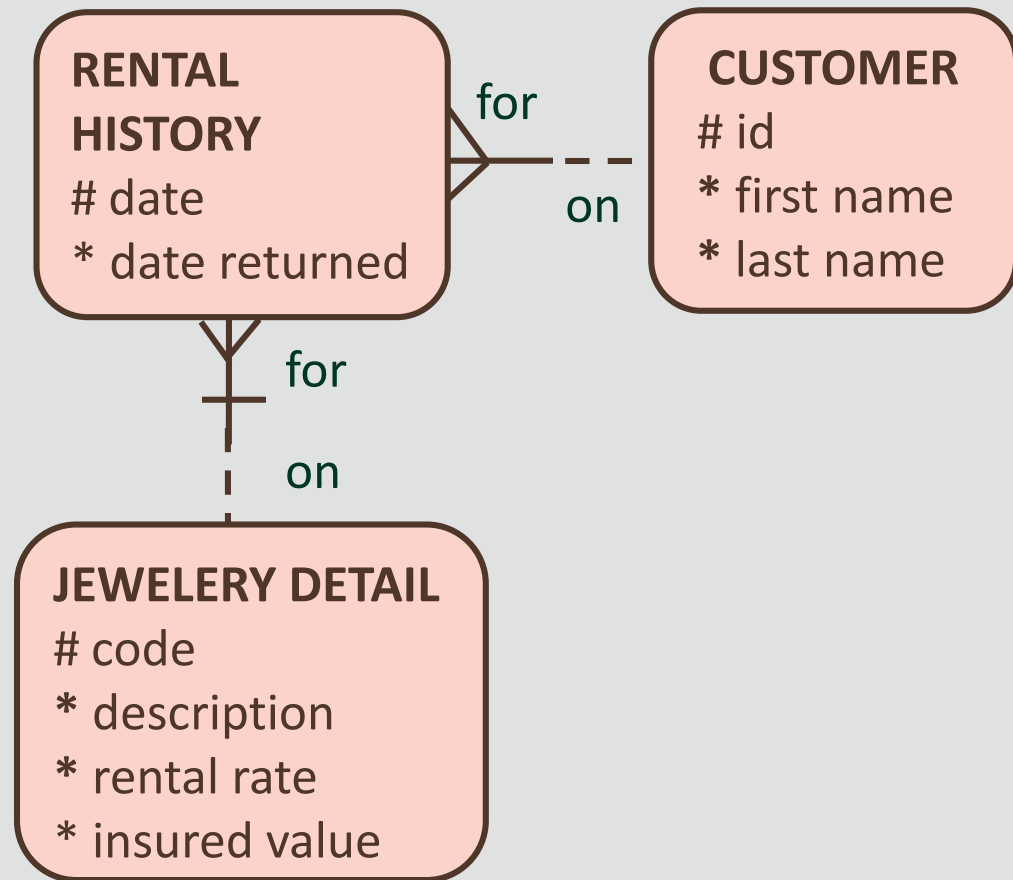 RENTAL
HISTORY
# date
* date returned
for
on
CUSTOMER
# id
* first name
* last name
for
on
JEWELERY DETAIL
# code
* description
* rental rate
* insured value